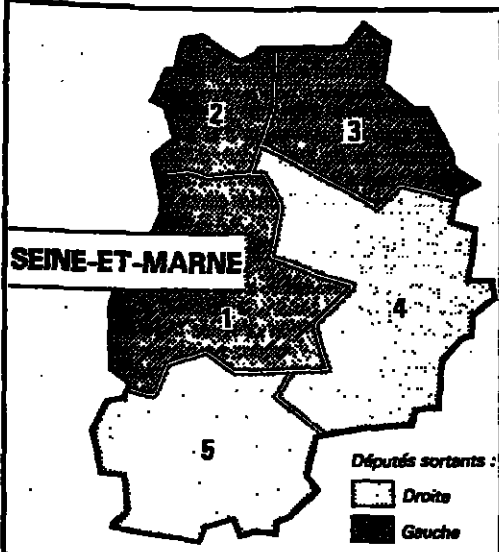 2
3
SEINE-ET-MARNE
4
1
5
Députés sortants :
Droite
Gauche